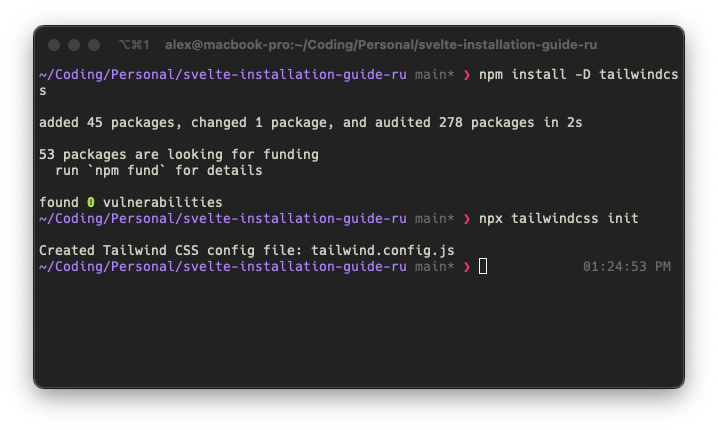 ⌥⌘1 alex@macbook-pro:~/Coding/Personal/svelte-installation-guide-ru
~/Coding/Personal/svelte-installation-guide-ru main* ❯ npm install -D tailwindcs
s
added 45 packages, changed 1 package, and audited 278 packages in 2s
53 packages are looking for funding
  run `npm fund` for details
found 0 vulnerabilities
~/Coding/Personal/svelte-installation-guide-ru main* ❯ npx tailwindcss init
Created Tailwind CSS config file: tailwind.config.js
~/Coding/Personal/svelte-installation-guide-ru main* ❯ 01:24:53 PM